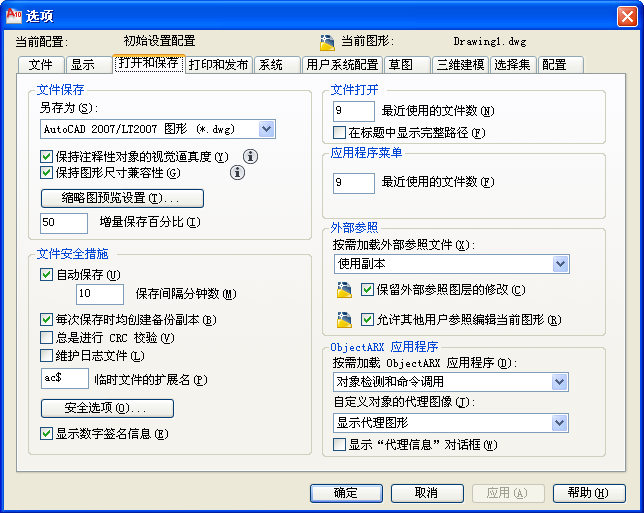 选项
当前配置: 初始设置配置 当前图形: Drawing1.dwg
文件 显示 打开和保存 打印和发布 系统 用户系统配置 草图 三维建模 选择集 配置
文件保存
另存为(S):
AutoCAD 2007/LT2007 图形 (*.dwg)
保持注释性对象的视觉逼真度(Y)
保持图形尺寸兼容性(G)
缩略图预览设置(T)...
50 增量保存百分比(I)
文件安全措施
自动保存(U)
10 保存间隔分钟数(M)
每次保存时均创建备份副本(B)
总是进行 CRC 校验(V)
维护日志文件(L)
ac$ 临时文件的扩展名(P)
安全选项(O)...
显示数字签名信息(E)
文件打开
9 最近使用的文件数(N)
在标题中显示完整路径(F)
应用程序菜单
9 最近使用的文件数(F)
外部参照
按需加载外部参照文件(X):
使用副本
保留外部参照图层的修改(C)
允许其他用户参照编辑当前图形(R)
ObjectARX 应用程序
按需加载 ObjectARX 应用程序(D):
对象检测和命令调用
自定义对象的代理图像(J):
显示代理图形
显示“代理信息”对话框(W)
确定 取消 应用(A) 帮助(H)